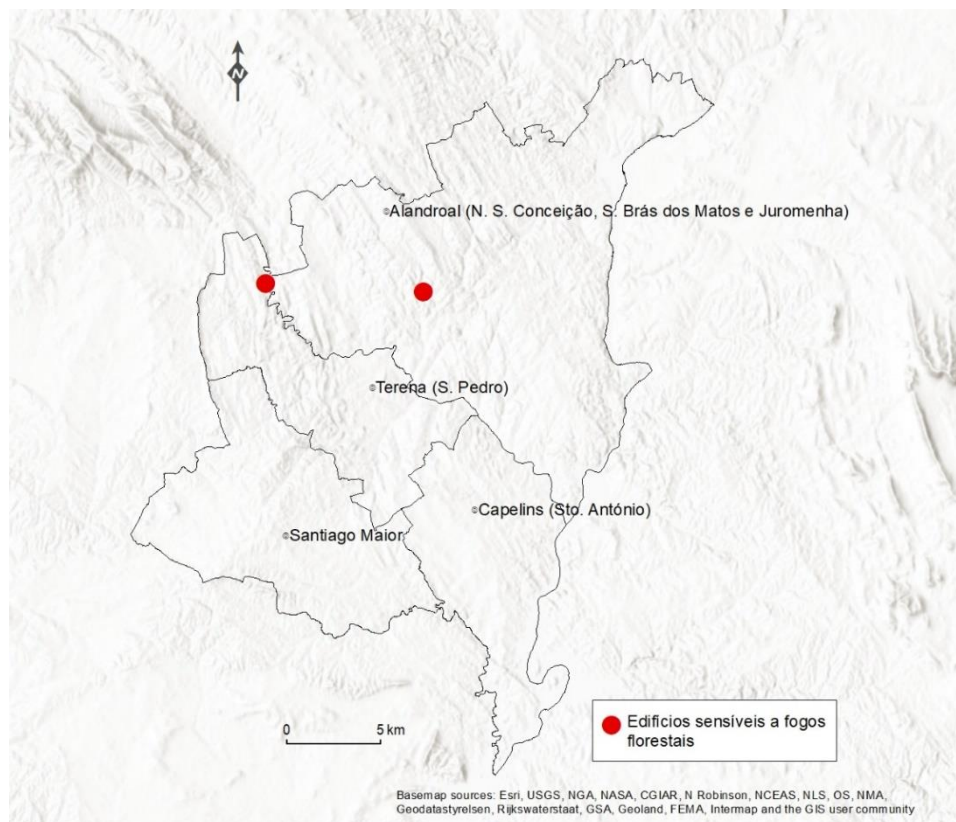 N
Alandroal (N. S. Conceição, S. Brás dos Matos e Juromenha)
Terena (S. Pedro)
Capelins (Sto. António)
Santiago Maior
0 5 km
Edifícios sensíveis a fogos
florestais
Basemap sources: Esri, USGS, NGA, NASA, CGIAR, N Robinson, NCEAS, NLS, OS, NMA,
Geodatastyrelsen, Rijkswaterstaat, GSA, Geoland, FEMA, Intermap and the GIS user community